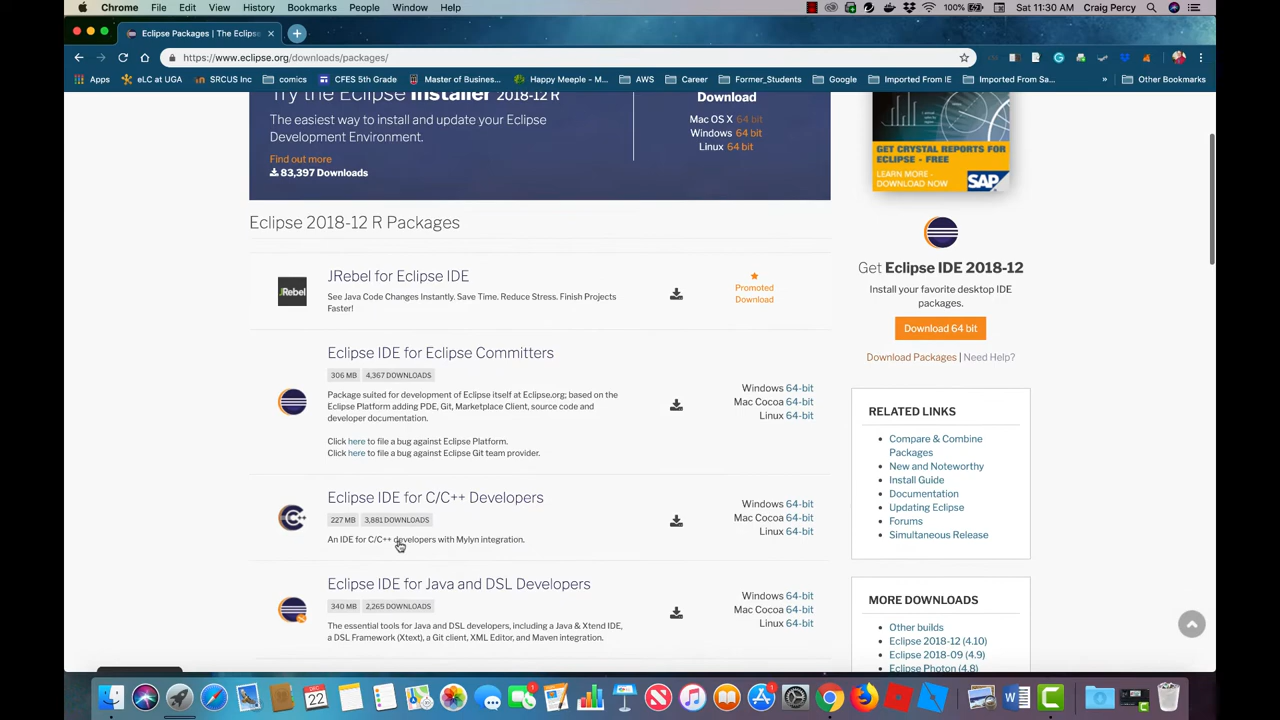 Chrome File Edit View History Bookmarks People Window Help
100% Sat 11:30 AM Craig Percy
Eclipse Packages | The Eclipse
https://www.eclipse.org/downloads/packages/
Apps eLC at UGA SRCUS Inc comics CFES 5th Grade Master of Busines... Happy Meeple - M... AWS Career Former_Students Google Imported From IE Imported From Sa... » Other Bookmarks
Try the Eclipse Installer 2018-12 R
The easiest way to install and update your Eclipse
Development Environment.
Find out more
83,397 Downloads
Download
Mac OS X 64 bit
Windows 64 bit
Linux 64 bit
GET CRYSTAL REPORTS FOR
ECLIPSE - FREE
LEARN MORE -
DOWNLOAD NOW
SAP
Eclipse 2018-12 R Packages
JRebel
JRebel for Eclipse IDE
See Java Code Changes Instantly. Save Time. Reduce Stress. Finish Projects
Faster!
Promoted
Download
Eclipse IDE for Eclipse Committers
306 MB 4,367 DOWNLOADS
Package suited for development of Eclipse itself at Eclipse.org; based on the
Eclipse Platform adding PDE, Git, Marketplace Client, source code and
developer documentation.
Click here to file a bug against Eclipse Platform.
Click here to file a bug against Eclipse Git team provider.
Windows 64-bit
Mac Cocoa 64-bit
Linux 64-bit
Eclipse IDE for C/C++ Developers
227 MB 3,881 DOWNLOADS
An IDE for C/C++ developers with Mylyn integration.
Windows 64-bit
Mac Cocoa 64-bit
Linux 64-bit
Eclipse IDE for Java and DSL Developers
340 MB 2,265 DOWNLOADS
The essential tools for Java and DSL developers, including a Java & Xtend IDE,
a DSL Framework (Xtext), a Git client, XML Editor, and Maven integration.
Windows 64-bit
Mac Cocoa 64-bit
Linux 64-bit
Get Eclipse IDE 2018-12
Install your favorite desktop IDE
packages.
Download 64 bit
Download Packages | Need Help?
RELATED LINKS
Compare & Combine
Packages
New and Noteworthy
Install Guide
Documentation
Updating Eclipse
Forums
Simultaneous Release
MORE DOWNLOADS
Other builds
Eclipse 2018-12 (4.10)
Eclipse 2018-09 (4.9)
Eclipse Photon (4.8)
DEC
22